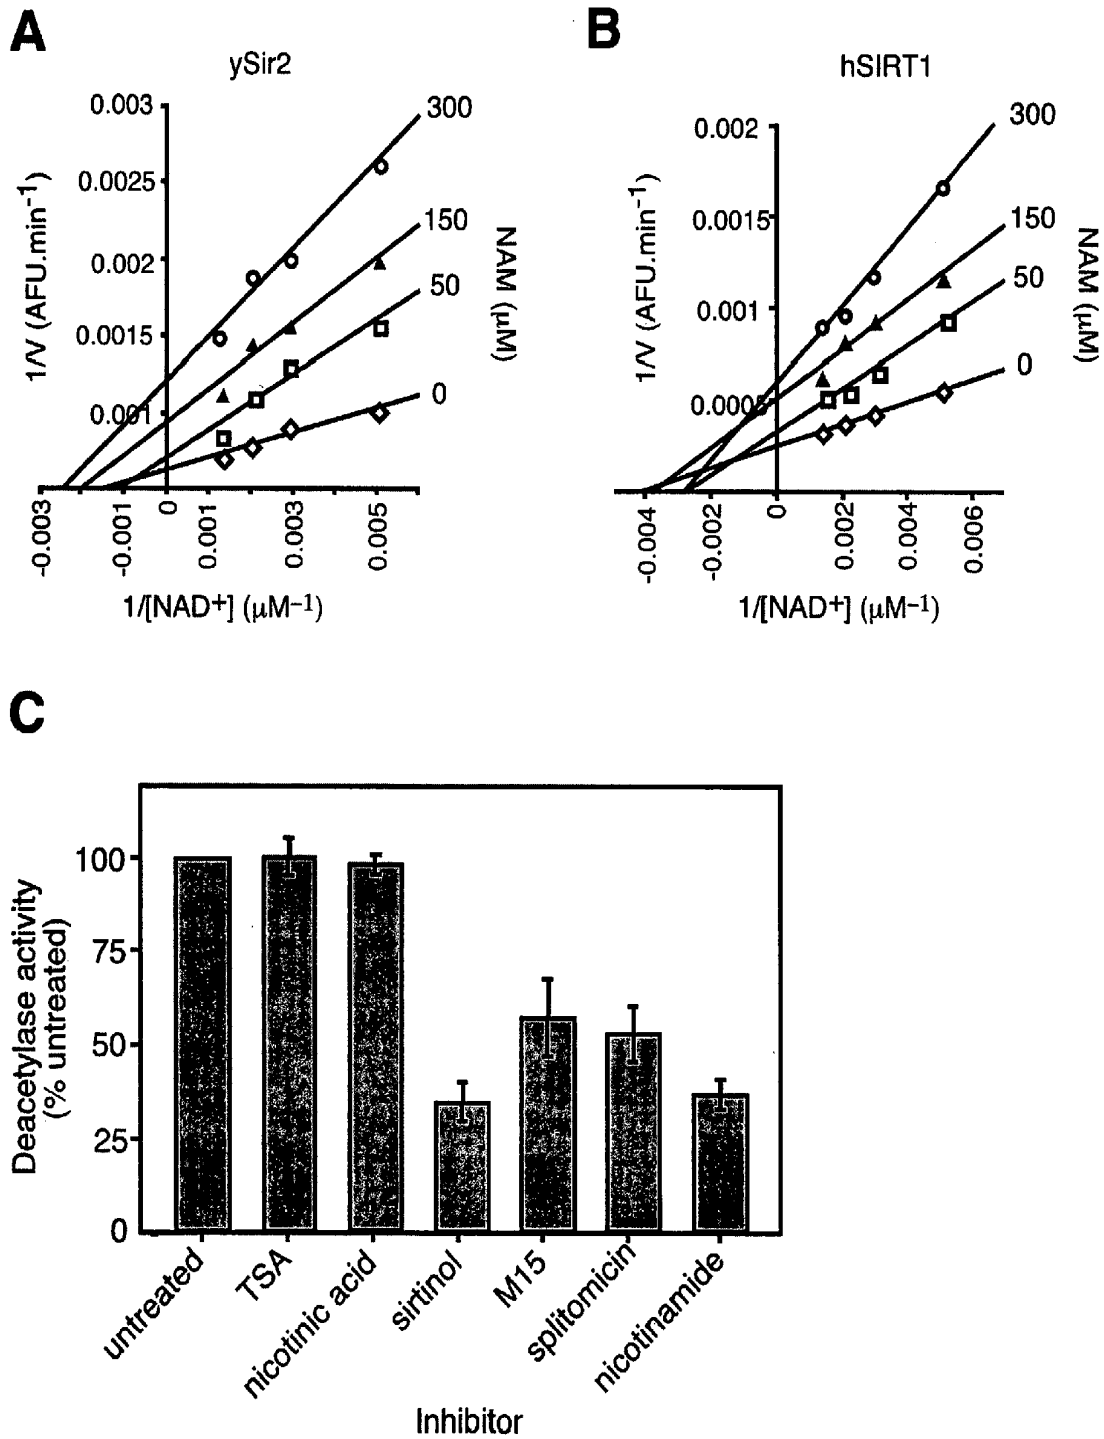 A
ySir2
0.003
0.0025
0.002
0.0015
0.001
1/V (AFU.min⁻¹)
300
150
50
0
NAM (µM)
-0.003
-0.001
0
0.001
0.003
0.005
1/[NAD+] (µM⁻¹)
B
hSIRT1
0.002
0.0015
0.001
0.0005
1/V (AFU.min⁻¹)
300
150
50
0
NAM (µM)
-0.004
-0.002
0
0.002
0.004
0.006
1/[NAD+] (µM⁻¹)
C
Deacetylase activity
(% untreated)
100
75
50
25
0
untreated
TSA
nicotinic acid
sirtinol
M15
splitomicin
nicotinamide
Inhibitor